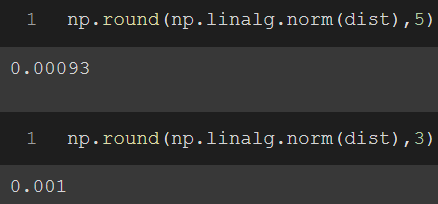 1 np.round(np.linalg.norm(dist),5)
0.00093
1 np.round(np.linalg.norm(dist),3)
0.001